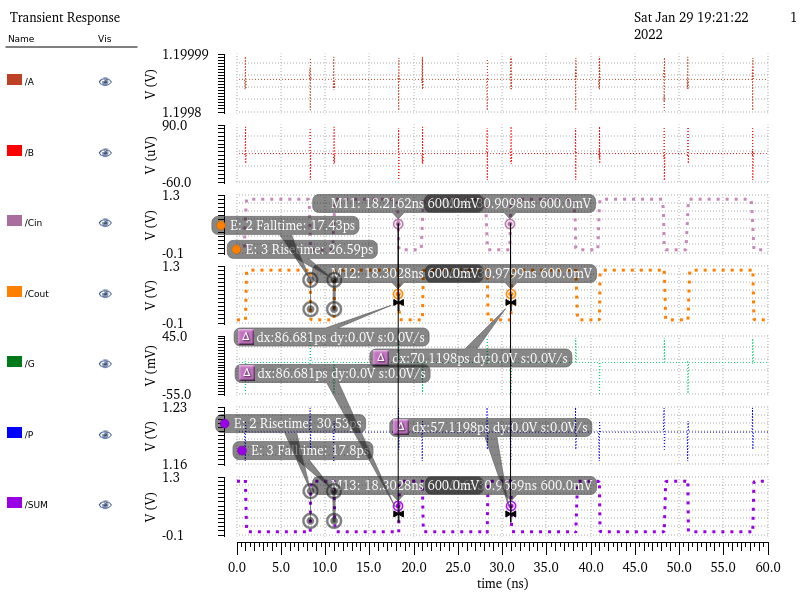 Transient Response
Sat Jan 29 19:21:22 1
2022
Name Vis
/A
/B
/Cin
/Cout
/G
/P
/SUM
1.19999
V (V)
1.1998
90.0
V (uV)
-60.0
1.3
V (V)
-0.1
1.3
V (V)
-0.1
45.0
V (mV)
-55.0
1.23
V (V)
1.16
1.3
V (V)
-0.1
M11: 18.2162ns 600.0mV 0.9098ns 600.0mV
E: 2 Falltime: 17.43ps
E: 3 Risetime: 26.59ps
M12: 18.3028ns 600.0mV 0.9799ns 600.0mV
Δ dx:86.681ps dy:0.0V s:0.0V/s
Δ dx:70.1198ps dy:0.0V s:0.0V/s
Δ dx:86.681ps dy:0.0V s:0.0V/s
E: 2 Risetime: 30.53ps
Δ dx:57.1198ps dy:0.0V s:0.0V/s
E: 3 Falltime: 17.8ps
M13: 18.3028ns 600.0mV 600.0mV
0.0 5.0 10.0 15.0 20.0 25.0 30.0 35.0 40.0 45.0 50.0 55.0 60.0
time (ns)